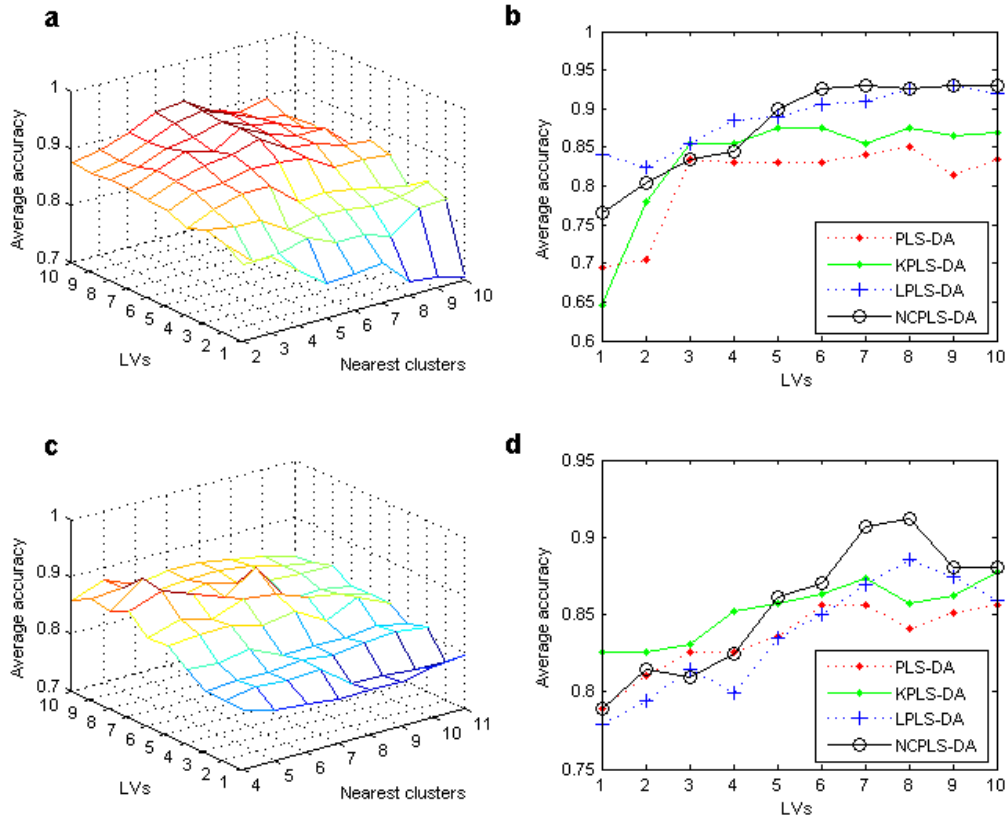 a
Average accuracy
1
0.9
0.8
0.7
10 9 8 7 6 5 4 3 2 1
LVs
2 3 4 5 6 7 8 9 10
Nearest clusters
b
Average accuracy
1
0.95
0.9
0.85
0.8
0.75
0.7
0.65
0.6
1 2 3 4 5 6 7 8 9 10
LVs
PLS-DA
KPLS-DA
LPLS-DA
NCPLS-DA
c
Average accuracy
1
0.9
0.8
0.7
10 9 8 7 6 5 4 3 2 1
LVs
4 5 6 7 8 9 10 11
Nearest clusters
d
Average accuracy
0.95
0.9
0.85
0.8
0.75
1 2 3 4 5 6 7 8 9 10
LVs
PLS-DA
KPLS-DA
LPLS-DA
NCPLS-DA